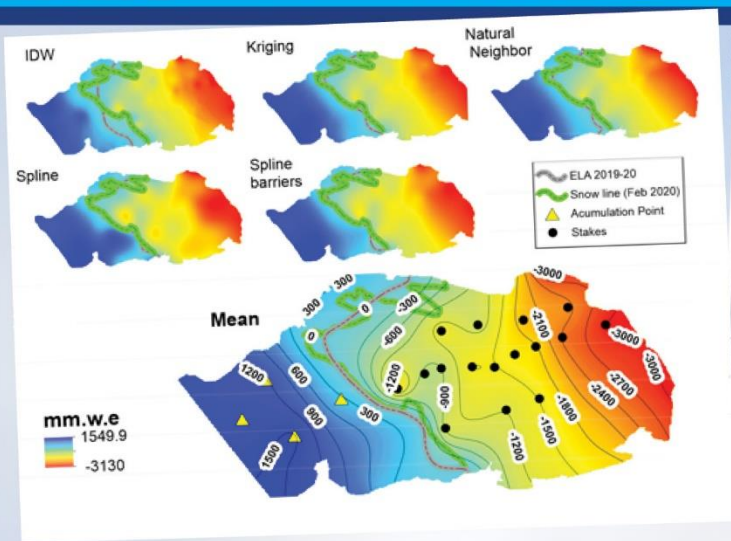 IDW
Kriging
Natural
Neighbor
Spline
Spline
barriers
ELA 2019-20
Snow line (Feb 2020)
Acumulation Point
Stakes
Mean
300
300
0
-300
0
-600
-3000
-2100
-3000
-3000
1200
600
-1200
900
300
-900
-2700
-2400
-1800
-1500
-1200
1500
mm.w.e
1549.9
-3130